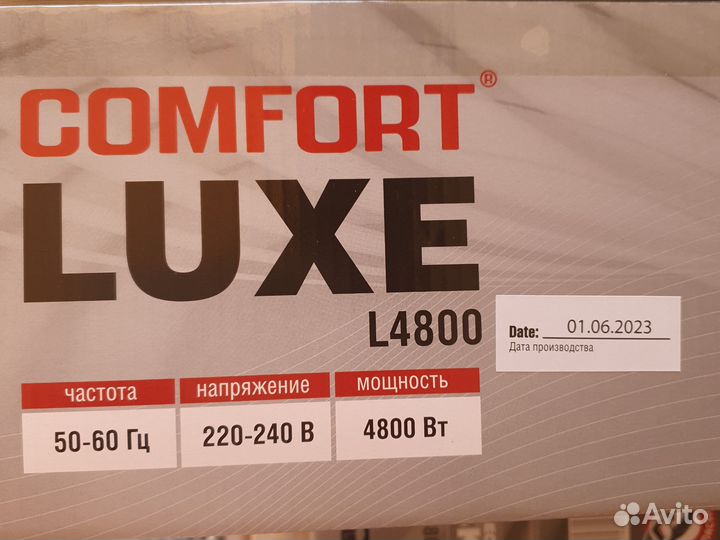 COMFORT®
LUXE
L4800
Date: 01.06.2023
Дата производства
частота
50-60 Гц
напряжение
220-240 В
мощность
4800 Вт
Avito